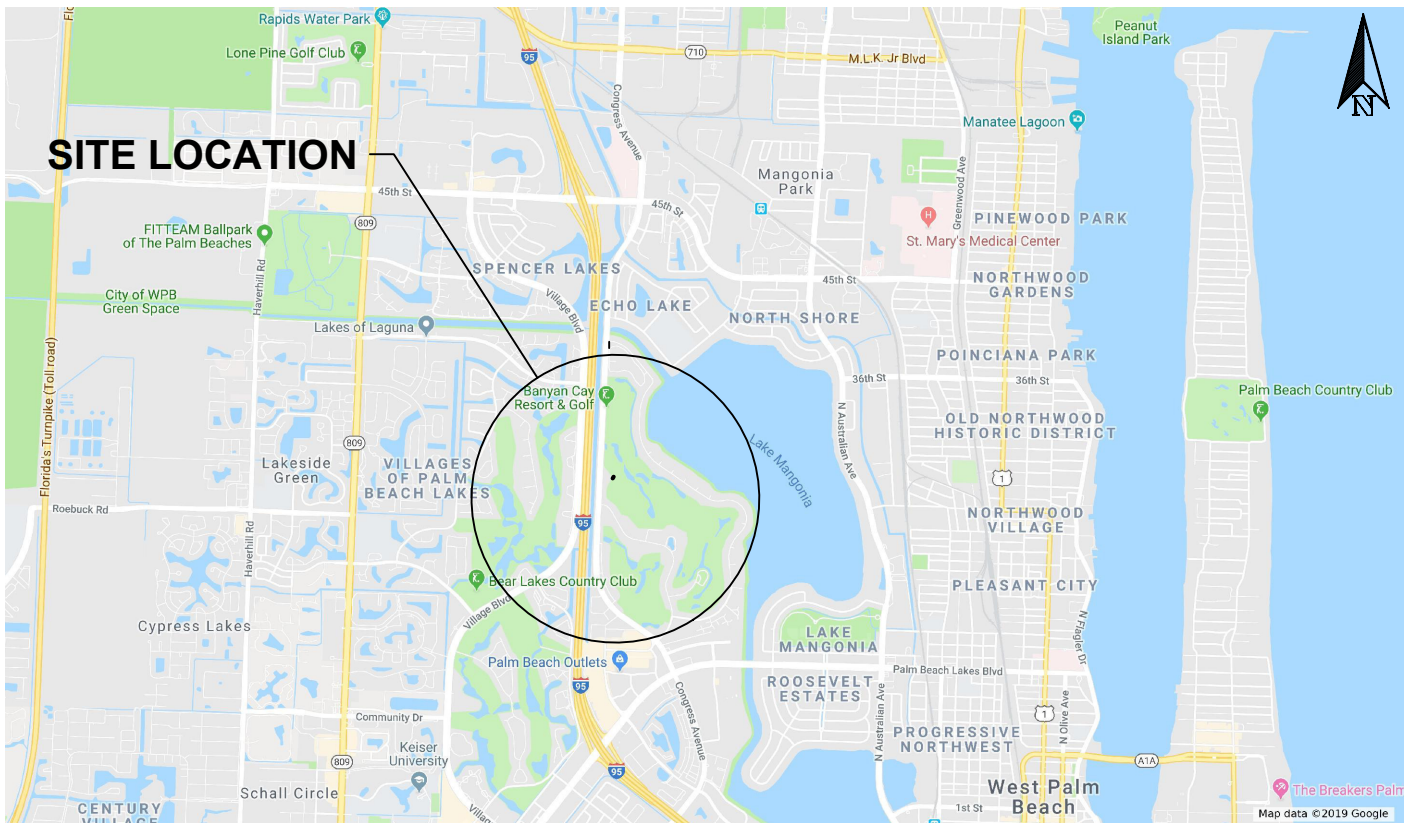 Rapids Water Park
Lone Pine Golf Club
95
710
M.L.K. Jr Blvd
Peanut
Island Park
N
Congress Avenue
Manatee Lagoon
SITE LOCATION
Mangonia
Park
Greenwood Ave
45th St
45th St
809
H
PINEWOOD PARK
St. Mary's Medical Center
FITTEAM Ballpark
of The Palm Beaches
Haverhill Rd
SPENCER LAKES
45th St
NORTHWOOD
GARDENS
City of WPB
Green Space
Village Blvd
ECHO LAKE
NORTH SHORE
Lakes of Laguna
Florida's Turnpike (Toll road)
POINCIANA PARK
36th St
36th St
Banyan Cay
Resort & Golf
Palm Beach Country Club
N Australian Ave
OLD NORTHWOOD
HISTORIC DISTRICT
809
Lake Mangonia
Lakeside
Green
VILLAGES
OF PALM
BEACH LAKES
1
Roebuck Rd
95
NORTHWOOD
VILLAGE
Haverhill Rd
Bear Lakes Country Club
PLEASANT CITY
Village Blvd
Cypress Lakes
N Flagler Dr
LAKE
MANGONIA
Palm Beach Outlets
Palm Beach Lakes Blvd
95
ROOSEVELT
ESTATES
Congress Avenue
N Australian Ave
Community Dr
1
N Olive Ave
PROGRESSIVE
NORTHWEST
Keiser
University
809
95
A1A
Schall Circle
West Palm
Beach
The Breakers Palm
CENTURY
VILLAGE
Villag
1st St
Map data ©2019 Google